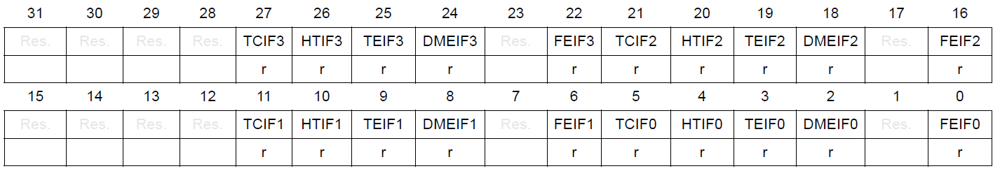 31 30 29 28 27 26 25 24 23 22 21 20 19 18 17 16
Res. Res. Res. Res. TCIF3 HTIF3 TEIF3 DMEIF3 Res. FEIF3 TCIF2 HTIF2 TEIF2 DMEIF2 Res. FEIF2
r r r r r r r r r r
15 14 13 12 11 10 9 8 7 6 5 4 3 2 1 0
Res. Res. Res. Res. TCIF1 HTIF1 TEIF1 DMEIF1 Res. FEIF1 TCIF0 HTIF0 TEIF0 DMEIF0 Res. FEIF0
r r r r r r r r r r